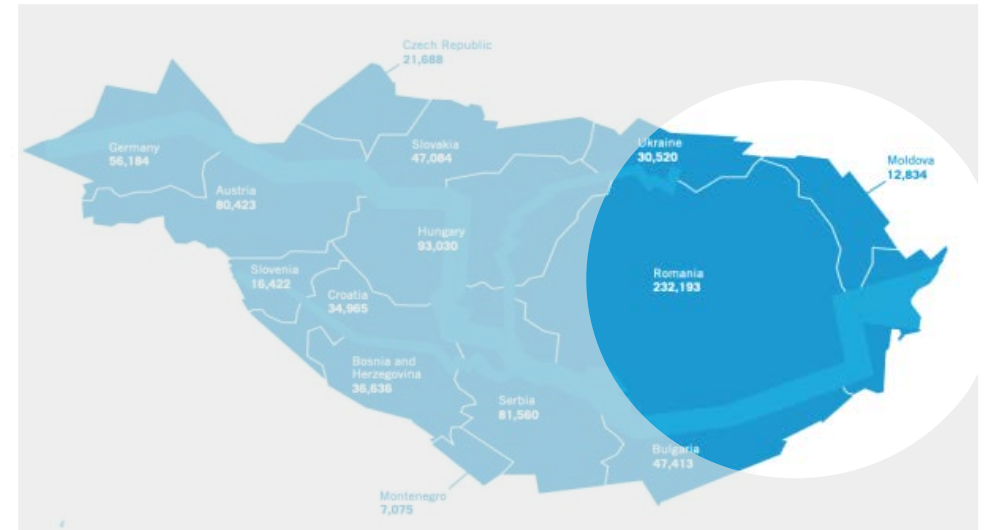 Czech Republic
21,688
Germany
56,184
Slovakia
47,084
Ukraine
30,520
Moldova
12,834
Austria
80,423
Hungary
93,030
Slovenia
16,422
Romania
232,193
Croatia
34,965
Bosnia and
Herzegovina
36,636
Serbia
81,560
Bulgaria
47,413
Montenegro
7,075